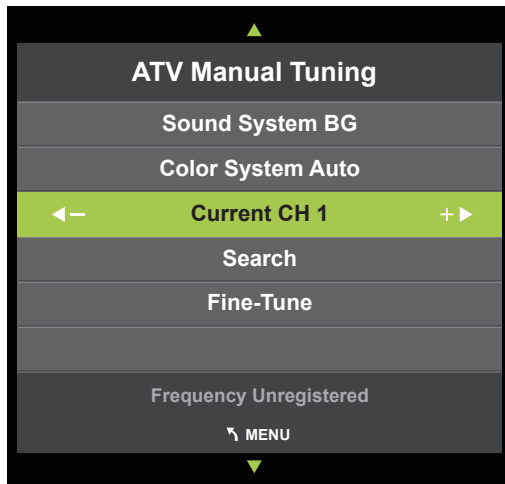 ATV Manual Tuning
Sound System BG
Color System Auto
Current CH 1
Search
Fine-Tune
Frequency Unregistered
MENU